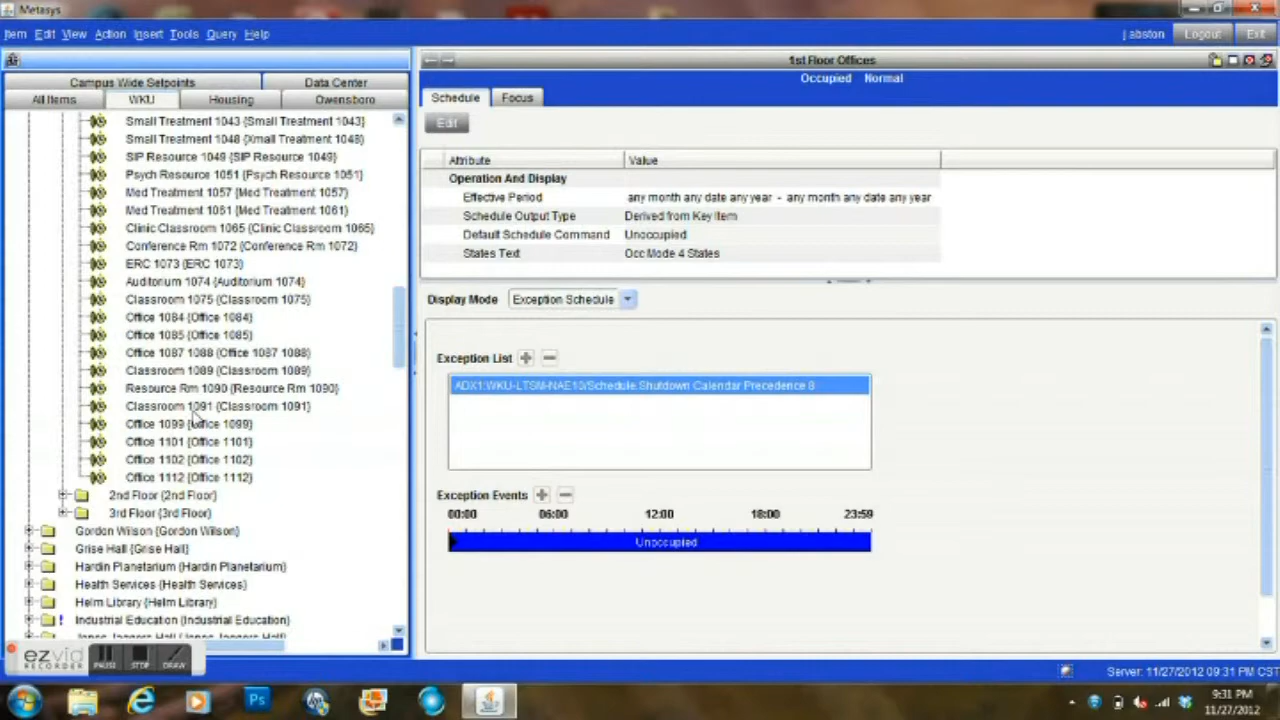 Metasys
Item Edit View Action Insert Tools Query Help
jabston Logout Exit
Campus Wide Setpoints Data Center
All Items WKU Housing Owensboro
Small Treatment 1043 {Small Treatment 1043}
Small Treatment 1048 {Xmall Treatment 1048}
SIP Resource 1049 {SIP Resource 1049}
Psych Resource 1051 {Psych Resource 1051}
Med Treatment 1057 {Med Treatment 1057}
Med Treatment 1061 {Med Treatment 1061}
Clinic Classroom 1065 {Clinic Classroom 1065}
Conference Rm 1072 {Conference Rm 1072}
ERC 1073 {ERC 1073}
Auditorium 1074 {Auditorium 1074}
Classroom 1075 {Classroom 1075}
Office 1084 {Office 1084}
Office 1085 {Office 1085}
Office 1087 1088 {Office 1087 1088}
Classroom 1089 {Classroom 1089}
Resource Rm 1090 {Resource Rm 1090}
Classroom 1091 {Classroom 1091}
Office 1099 {Office 1099}
Office 1101 {Office 1101}
Office 1102 {Office 1102}
Office 1112 {Office 1112}
2nd Floor {2nd Floor}
3rd Floor {3rd Floor}
Gordon Wilson {Gordon Wilson}
Grise Hall {Grise Hall}
Hardin Planetarium {Hardin Planetarium}
Health Services {Health Services}
Helm Library {Helm Library}
! Industrial Education {Industrial Education}
Jones Jaggers Hall {Jones Jaggers Hall}
1st Floor Offices
Occupied Normal
Schedule Focus
Edit
Attribute Value
Operation And Display
Effective Period any month any date any year - any month any date any year
Schedule Output Type Derived from Key Item
Default Schedule Command Unoccupied
States Text Occ Mode 4 States
Display Mode Exception Schedule
Exception List
ADX1:WKU-LTSM-NAE13/Schedule.Shutdown Calendar Precedence 8
Exception Events
00:00 06:00 12:00 18:00 23:59
Unoccupied
ezvid
RECORDER
PAUSE STOP DRAW
Server: 11/27/2012 09:31 PM CST
Ps
hp
9:31 PM
11/27/2012